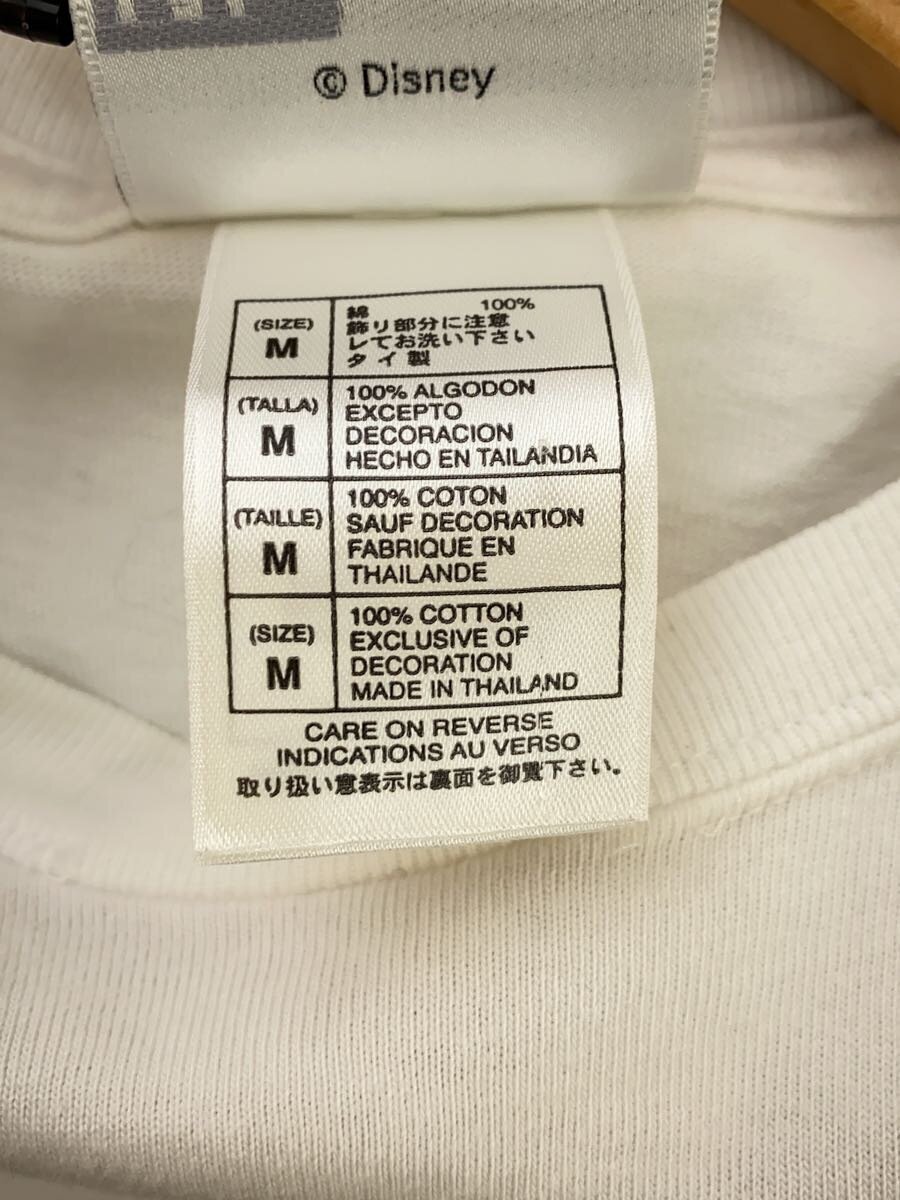 © Disney
(SIZE)
M
綿 100%
飾り部分に注意
してお洗い下さい
タイ製
(TALLA)
M
100% ALGODON
EXCEPTO
DECORACION
HECHO EN TAILANDIA
(TAILLE)
M
100% COTON
SAUF DECORATION
FABRIQUE EN
THAILANDE
(SIZE)
M
100% COTTON
EXCLUSIVE OF
DECORATION
MADE IN THAILAND
CARE ON REVERSE
INDICATIONS AU VERSO
取り扱い意表示は裏面を御覧下さい。